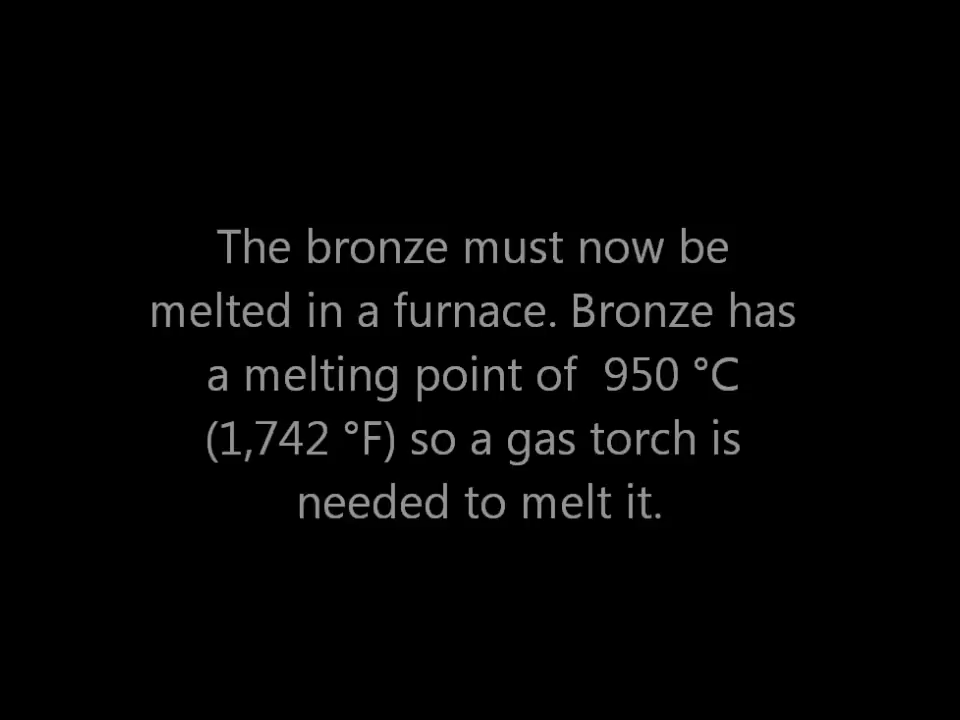 The bronze must now be
melted in a furnace. Bronze has
a melting point of  950 °C
(1,742 °F) so a gas torch is
needed to melt it.